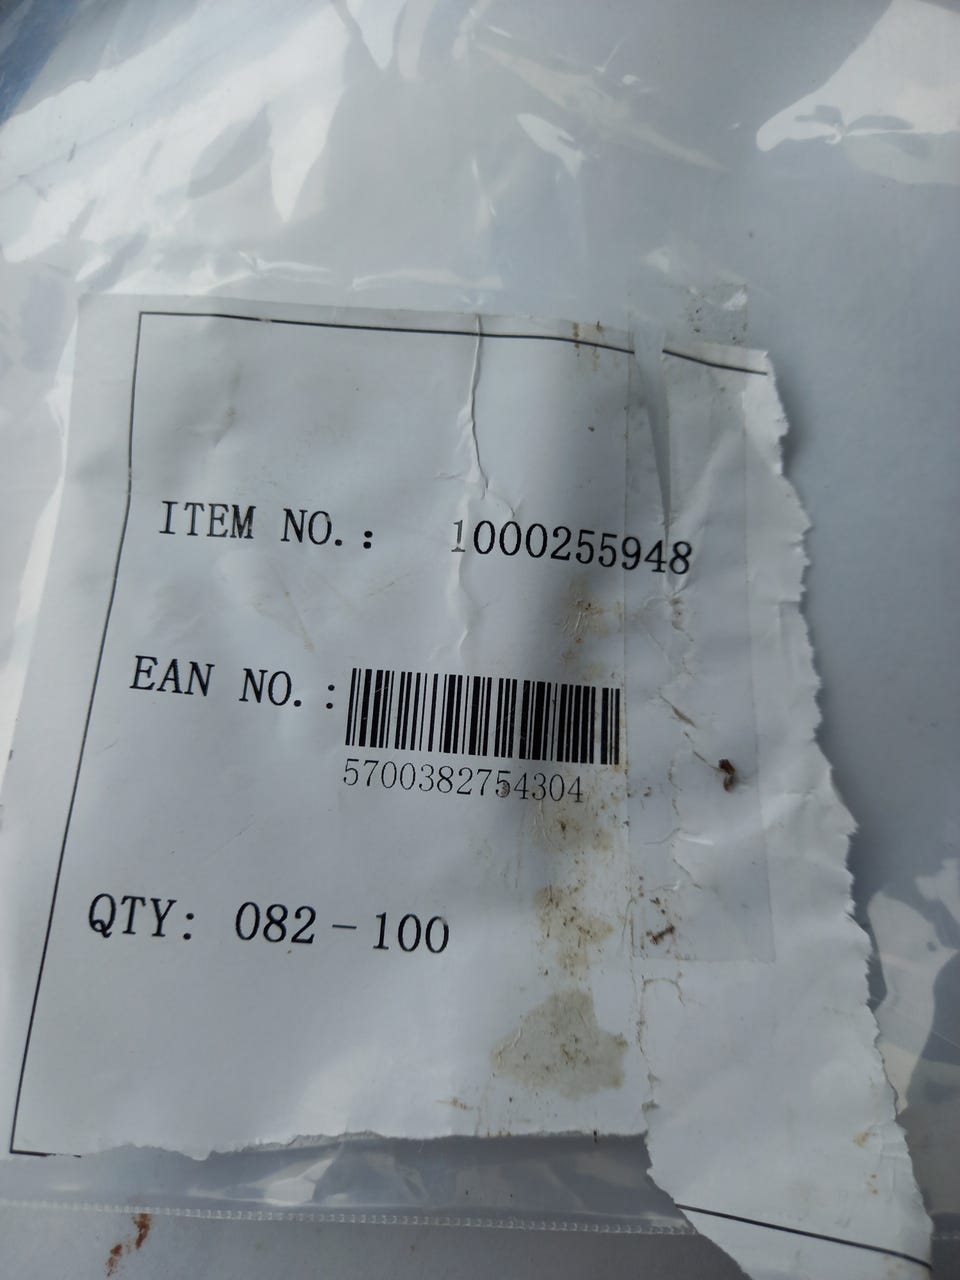 ITEM NO.: 1000255948
EAN NO.:
5700382754304
QTY: 082-100